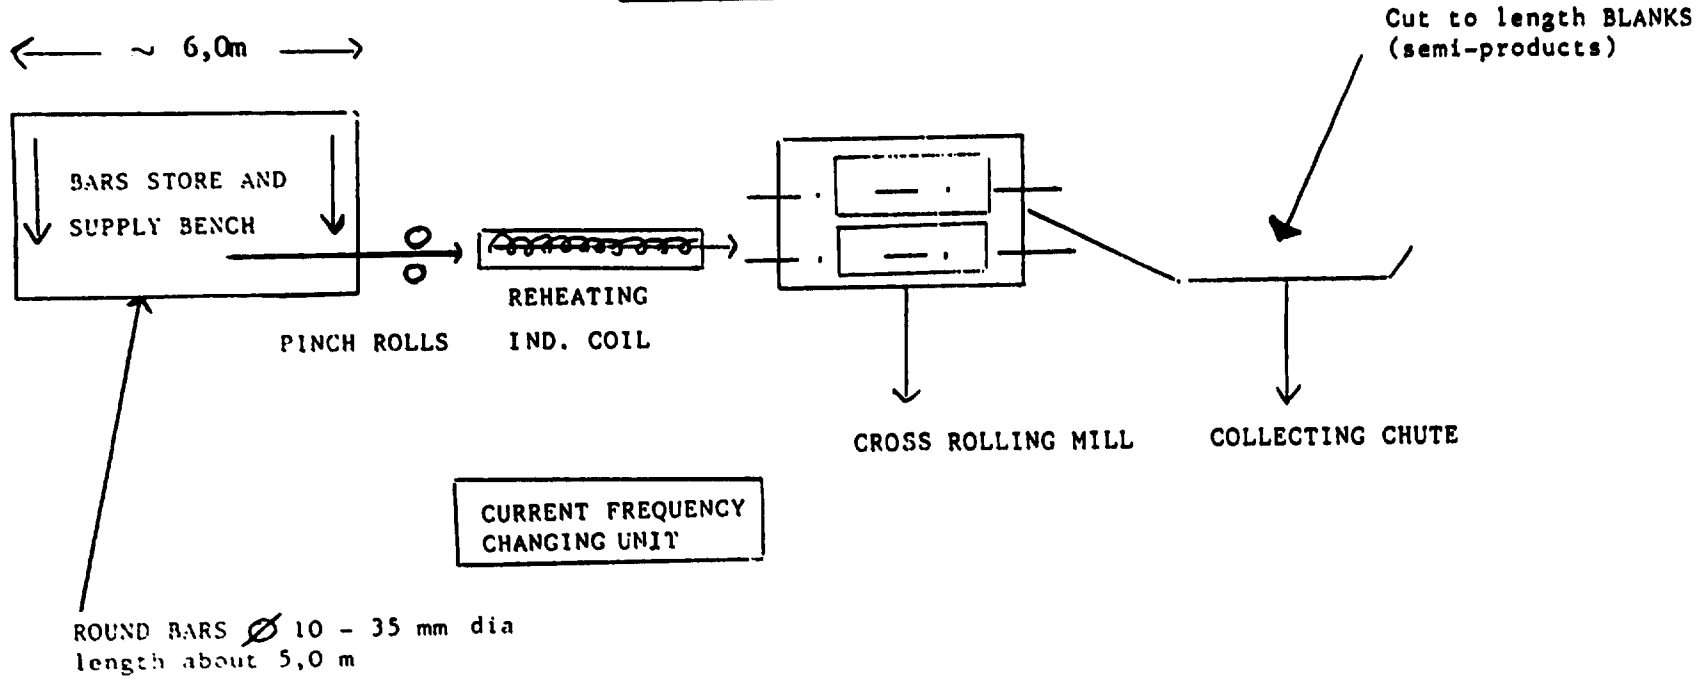 Cut to length BLANKS
(semi-products)
~ 6,0m
BARS STORE AND
SUPPLY BENCH
REHEATING
IND. COIL
PINCH ROLLS
CROSS ROLLING MILL
COLLECTING CHUTE
CURRENT FREQUENCY
CHANGING UNIT
ROUND BARS Ø 10 - 35 mm dia
length about 5,0 m